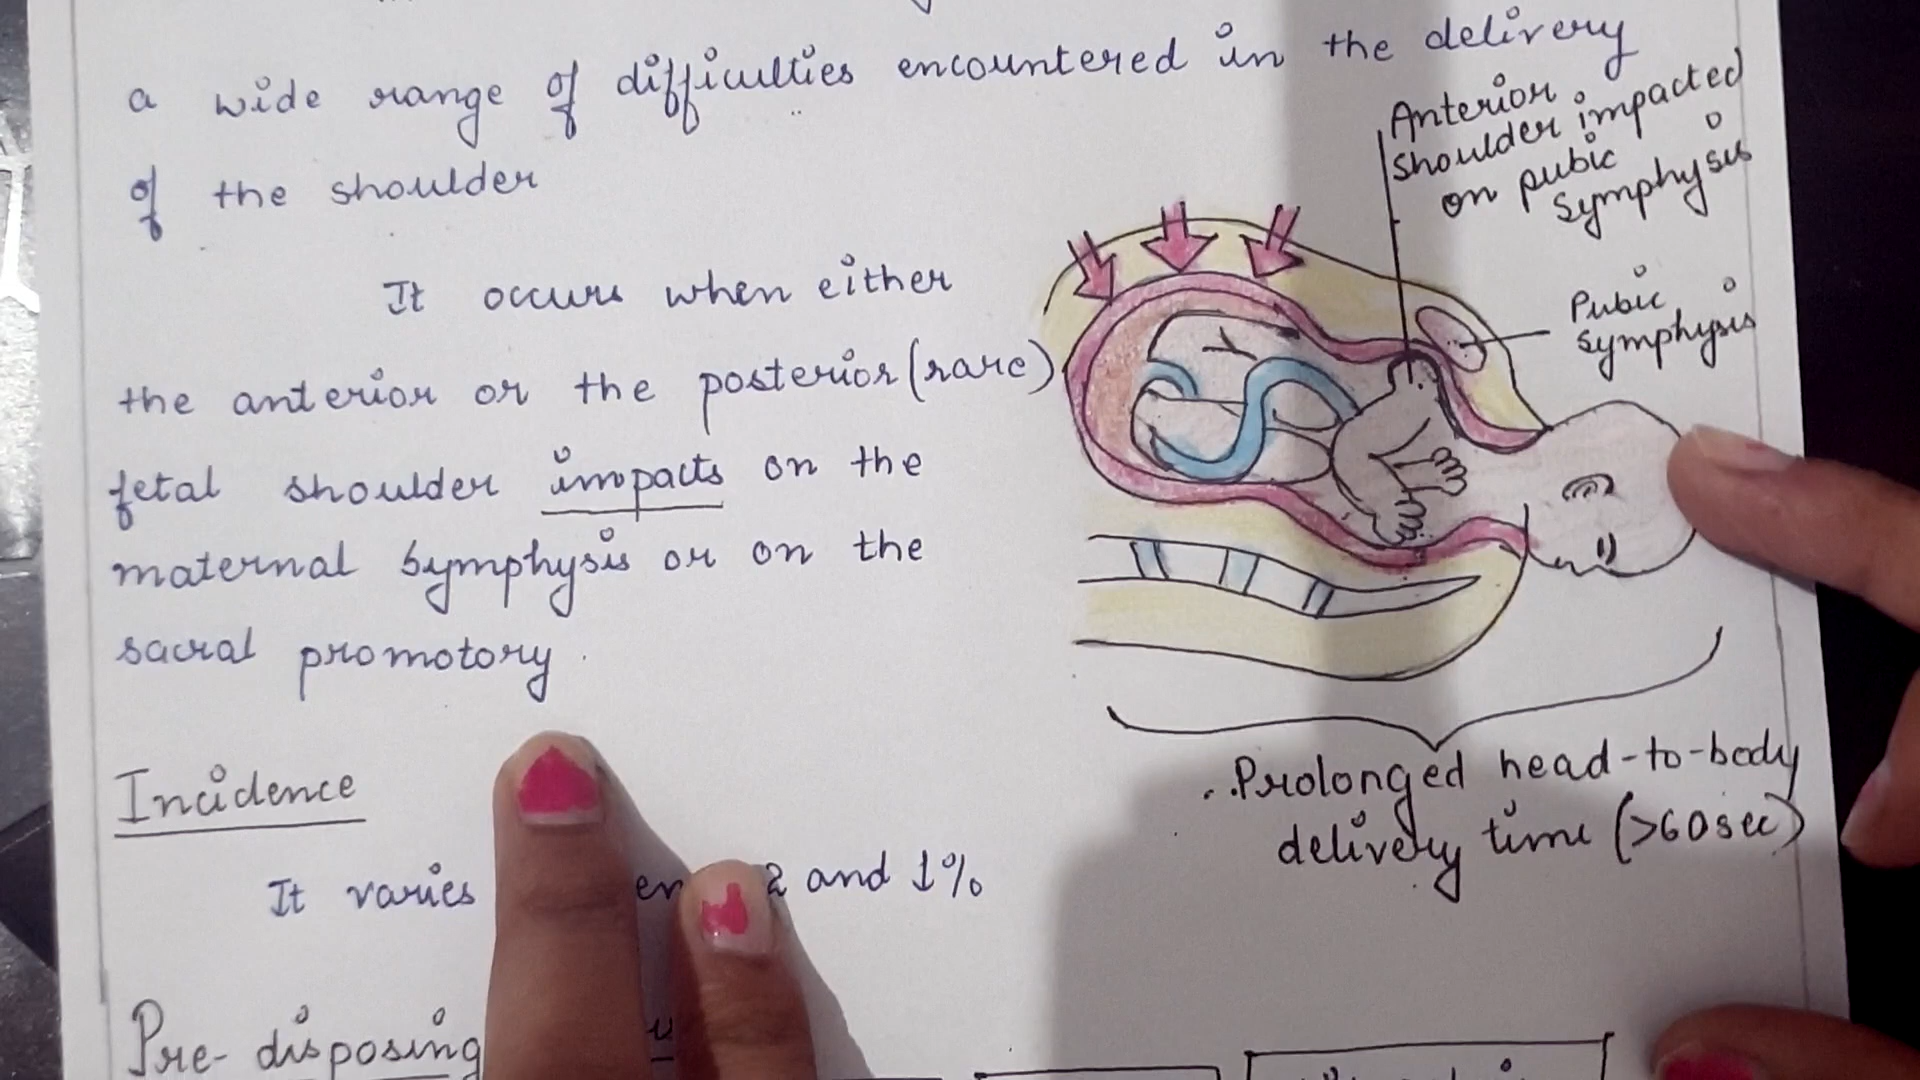 a wide range of difficulties encountered in the delivery
of the shoulder
It occurs when either
the anterior or the posterior (rare)
fetal shoulder impacts on the
maternal Symphysis or on the
sacral promotory.
Anterior
shoulder impacted
on pubic
Symphysis
Pubic
Symphysis
Prolonged head-to-body
delivery time (>60sec)
Incidence
It varies 2 and 1%
Pre-disposing